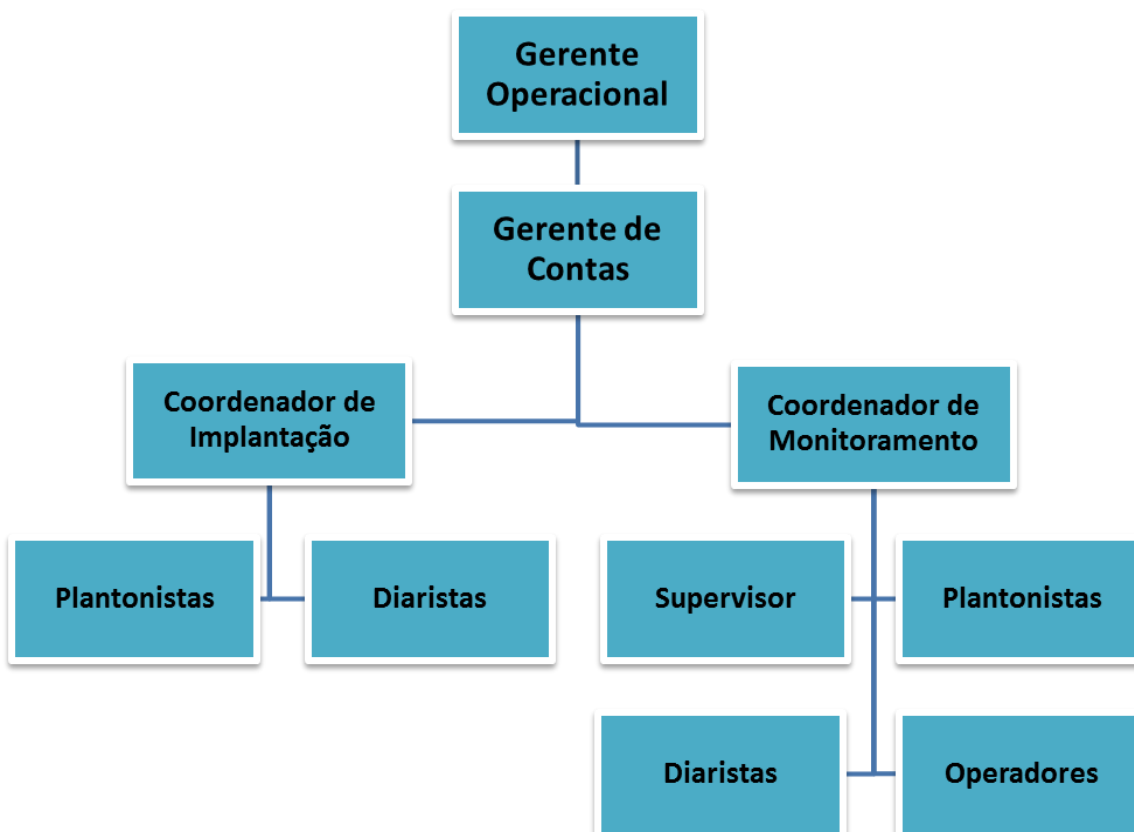 Gerente
Operacional
Gerente de
Contas
Coordenador de
Implantação
Coordenador de
Monitoramento
Plantonistas
Diaristas
Supervisor
Plantonistas
Diaristas
Operadores